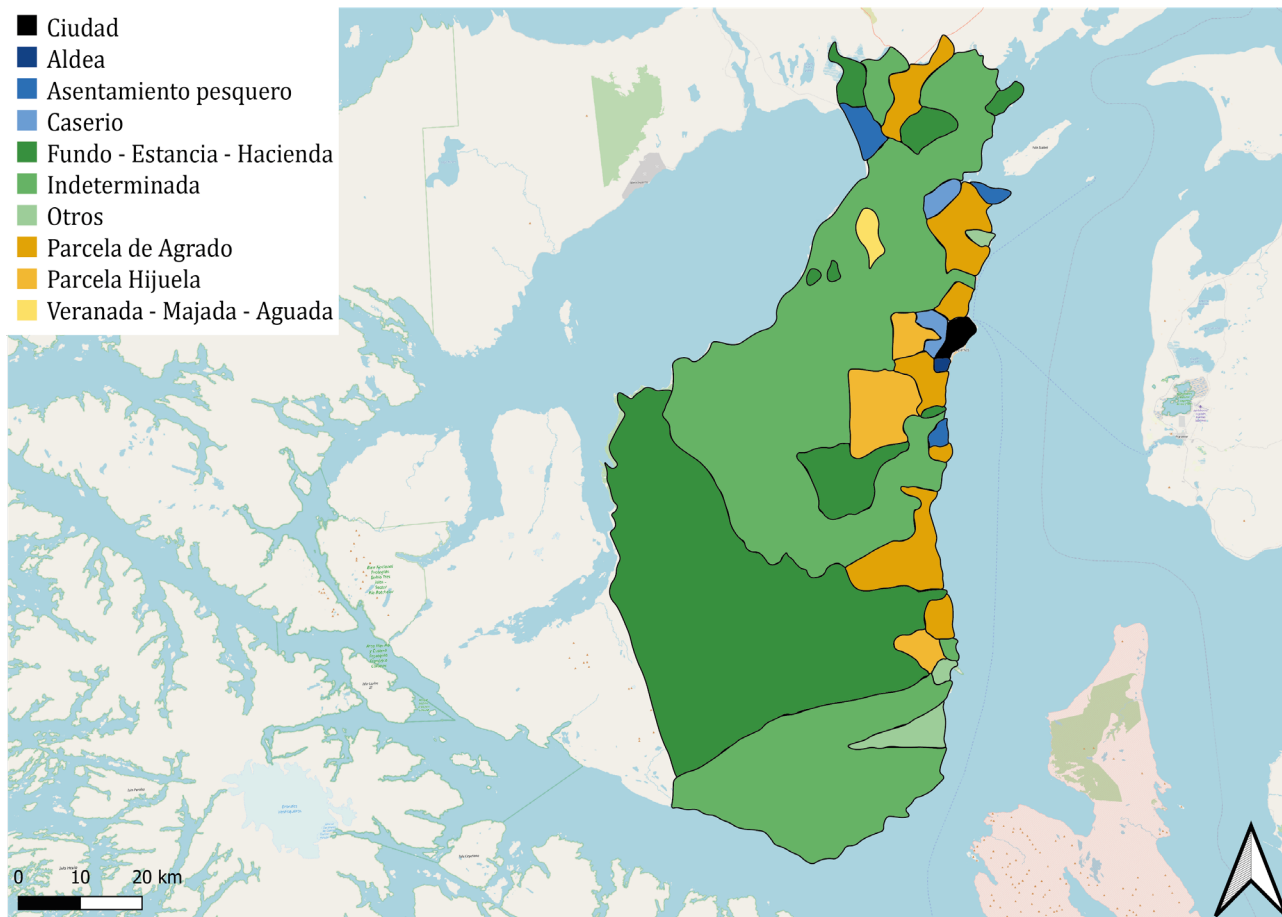 Ciudad
Aldea
Asentamiento pesquero
Caserio
Fundo - Estancia - Hacienda
Indeterminada
Otros
Parcela de Agrado
Parcela Hijuela
Veranada - Majada - Aguada
0 10 20 km